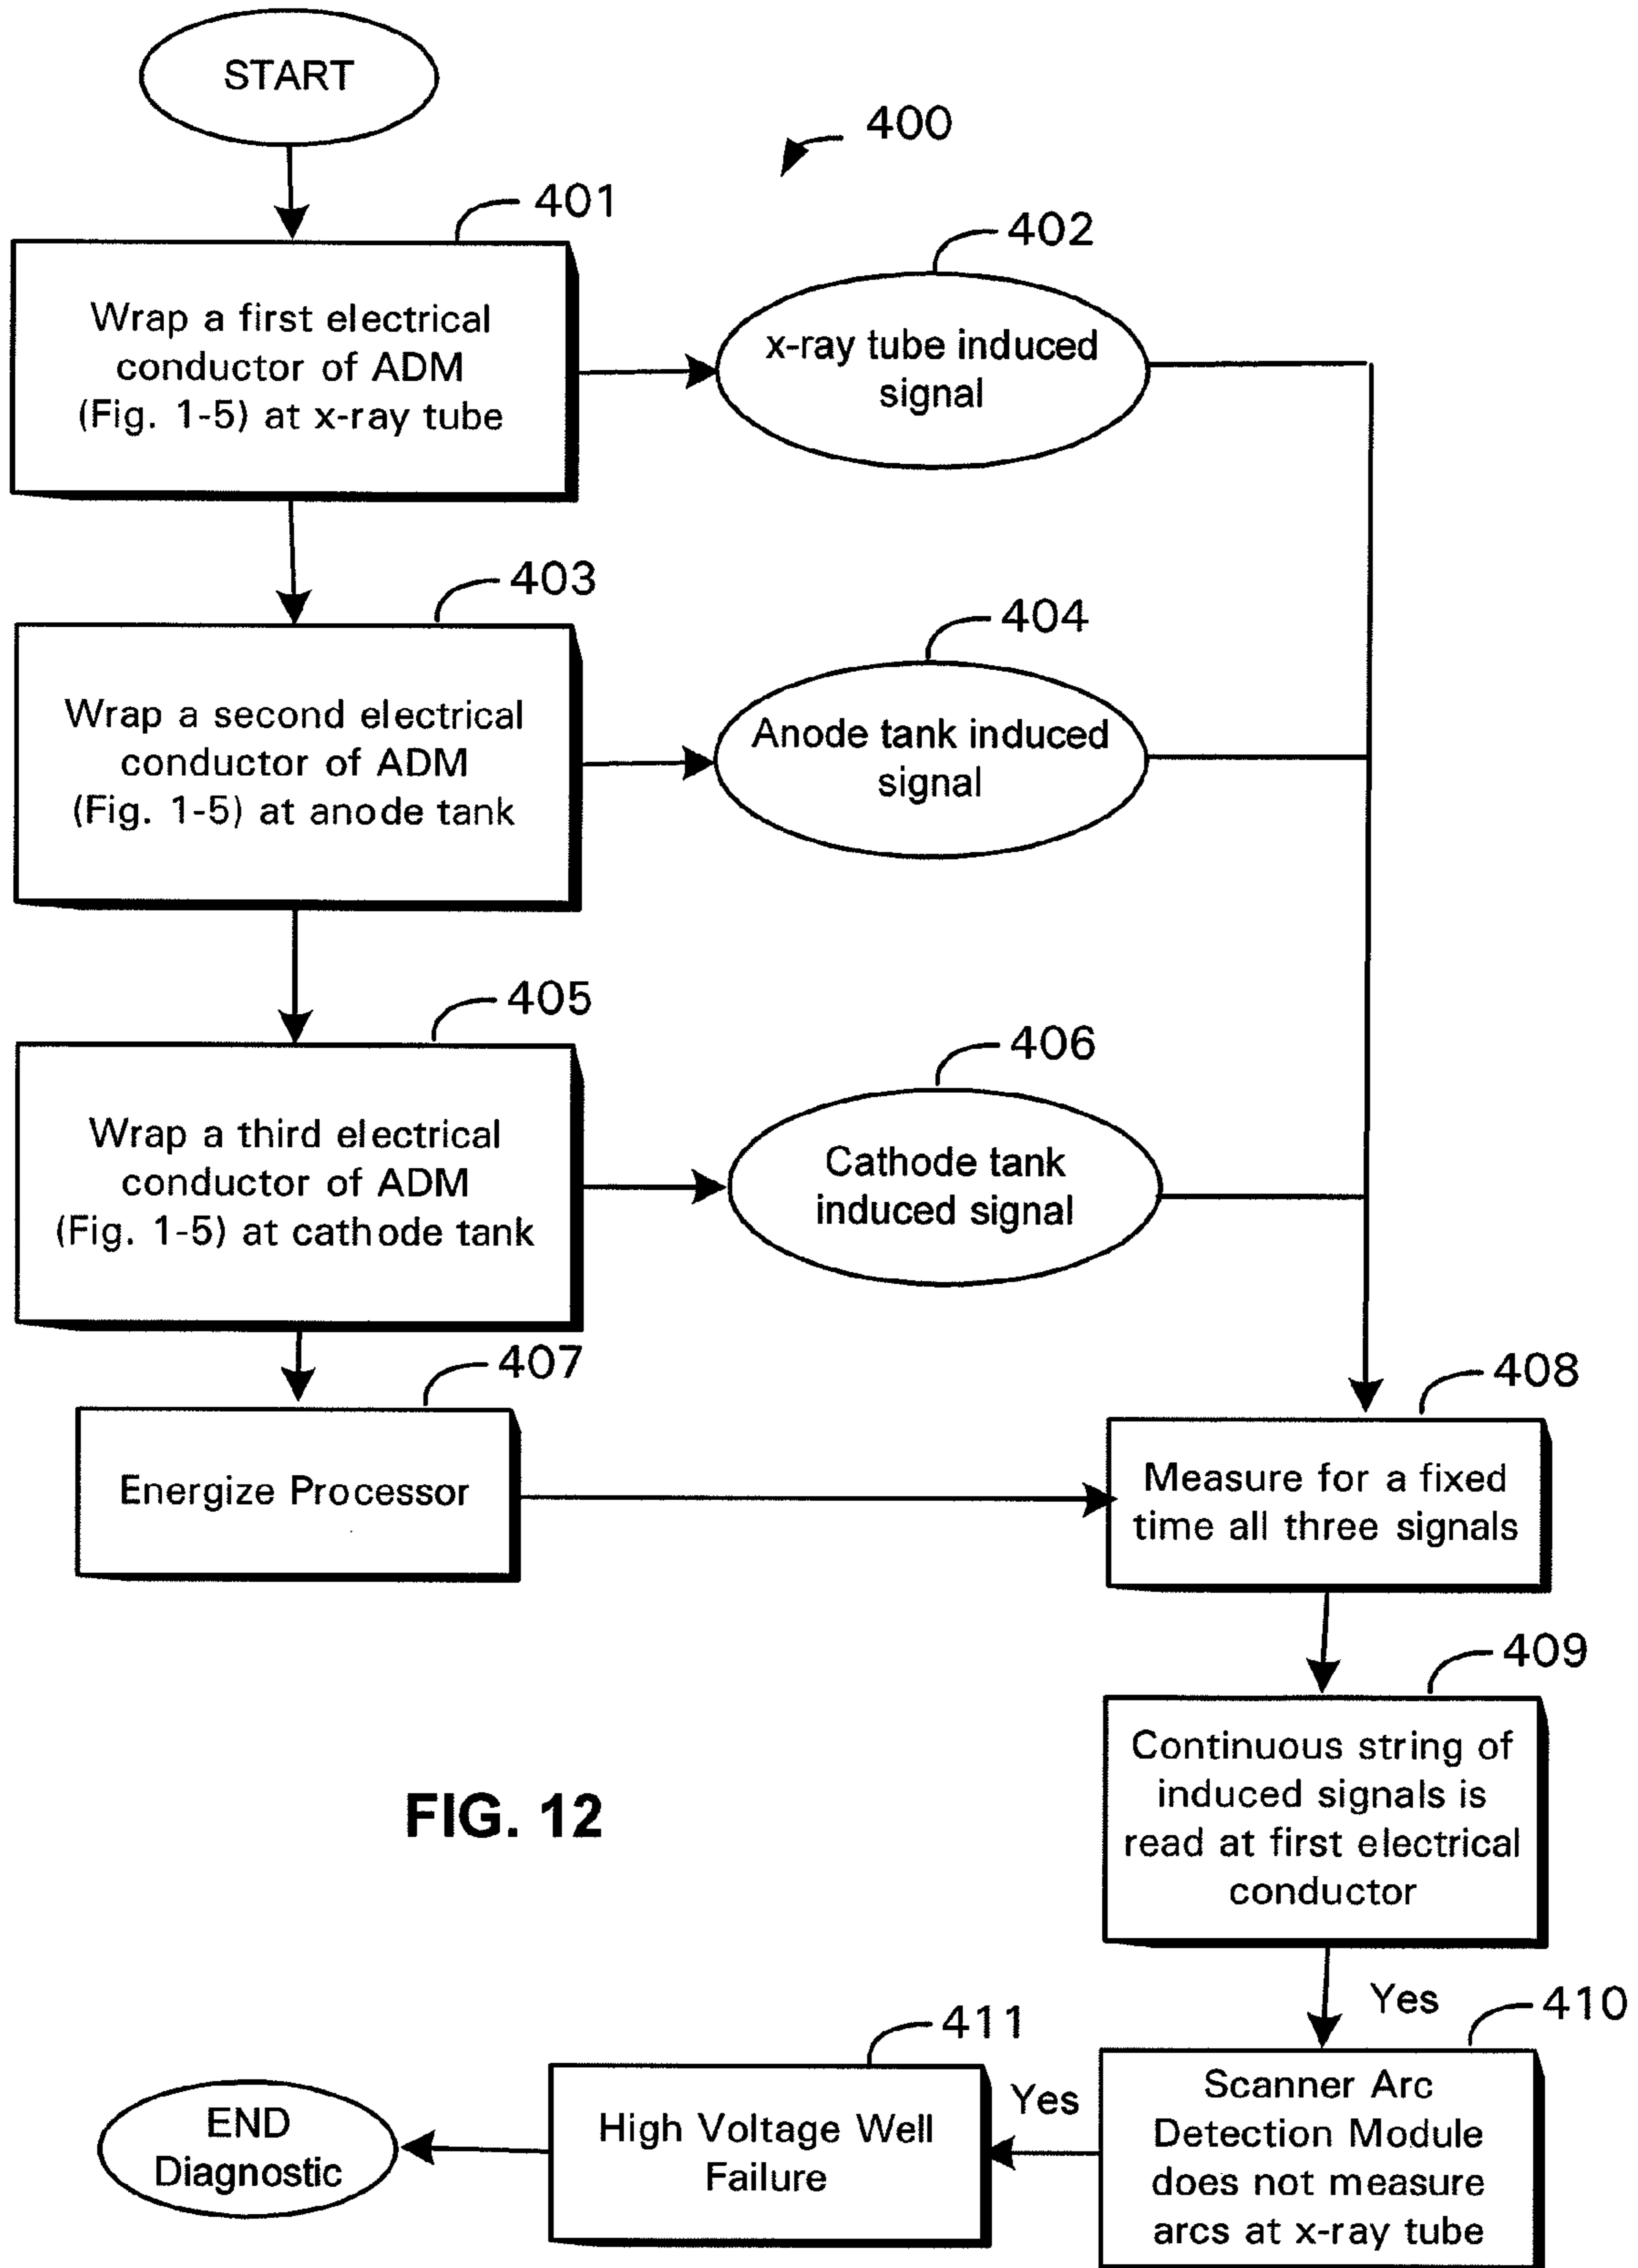 START
400
401
Wrap a first electrical
conductor of ADM
(Fig. 1-5) at x-ray tube
402
x-ray tube induced
signal
403
Wrap a second electrical
conductor of ADM
(Fig. 1-5) at anode tank
404
Anode tank induced
signal
405
Wrap a third electrical
conductor of ADM
(Fig. 1-5) at cathode tank
406
Cathode tank
induced signal
407
Energize Processor
408
Measure for a fixed
time all three signals
409
Continuous string of
induced signals is
read at first electrical
conductor
FIG. 12
Yes
410
Scanner Arc
Detection Module
does not measure
arcs at x-ray tube
Yes
411
High Voltage Well
Failure
END
Diagnostic